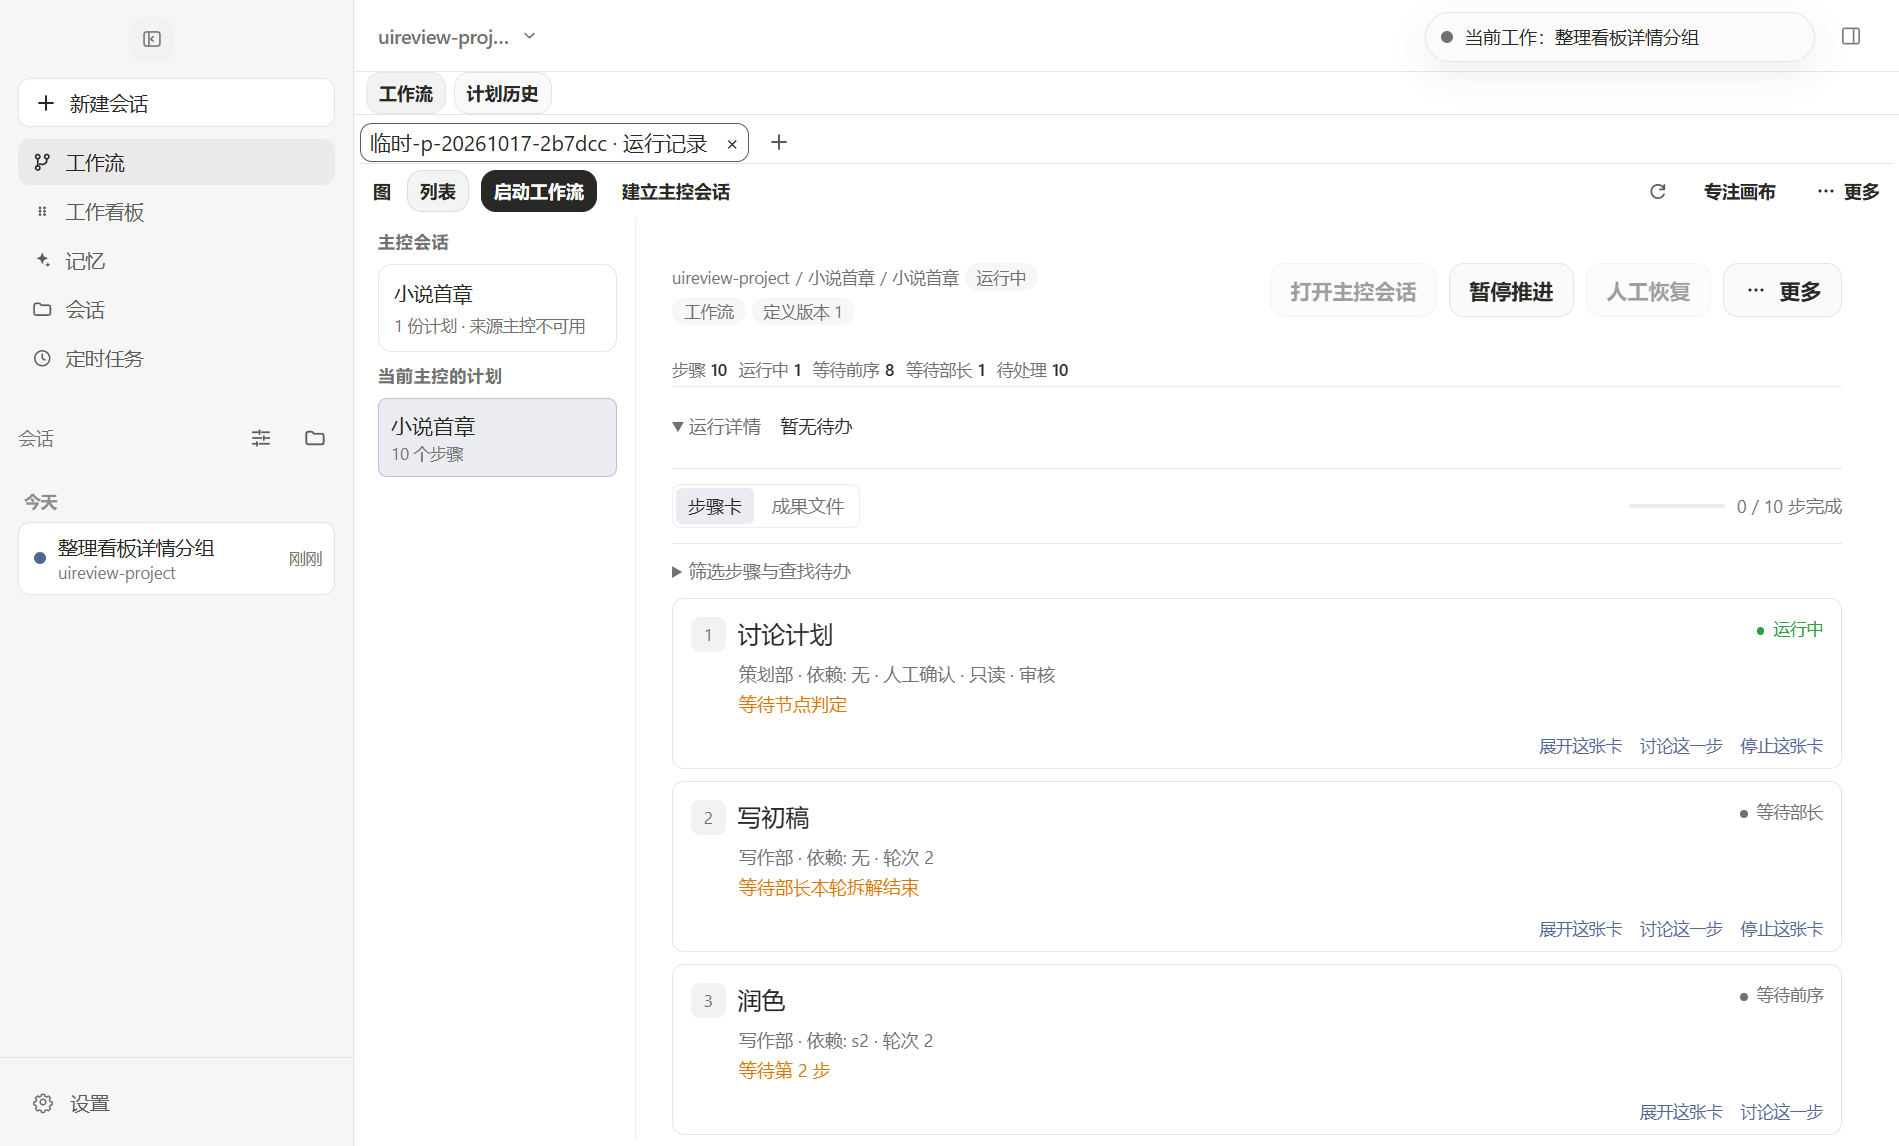 新建会话
工作流
工作看板
记忆
会话
定时任务
会话
今天
整理看板详情分组
uireview-project
刚刚
设置
uireview-proj...
当前工作：整理看板详情分组
工作流 计划历史
临时-p-20261017-2b7dcc · 运行记录 ×
图 列表 启动工作流 建立主控会话 专注画布 ··· 更多
主控会话
小说首章
1 份计划 · 来源主控不可用
当前主控的计划
小说首章
10 个步骤
uireview-project / 小说首章 / 小说首章 运行中
工作流 定义版本 1
打开主控会话 暂停推进 人工恢复 ··· 更多
步骤 10 运行中 1 等待前序 8 等待部长 1 待处理 10
▼运行详情 暂无待办
步骤卡 成果文件 0 / 10 步完成
▶ 筛选步骤与查找待办
1 讨论计划 运行中
策划部 · 依赖: 无 · 人工确认 · 只读 · 审核
等待节点判定
展开这张卡 讨论这一步 停止这张卡
2 写初稿 等待部长
写作部 · 依赖: 无 · 轮次 2
等待部长本轮拆解结束
展开这张卡 讨论这一步 停止这张卡
3 润色 等待前序
写作部 · 依赖: s2 · 轮次 2
等待第 2 步
展开这张卡 讨论这一步